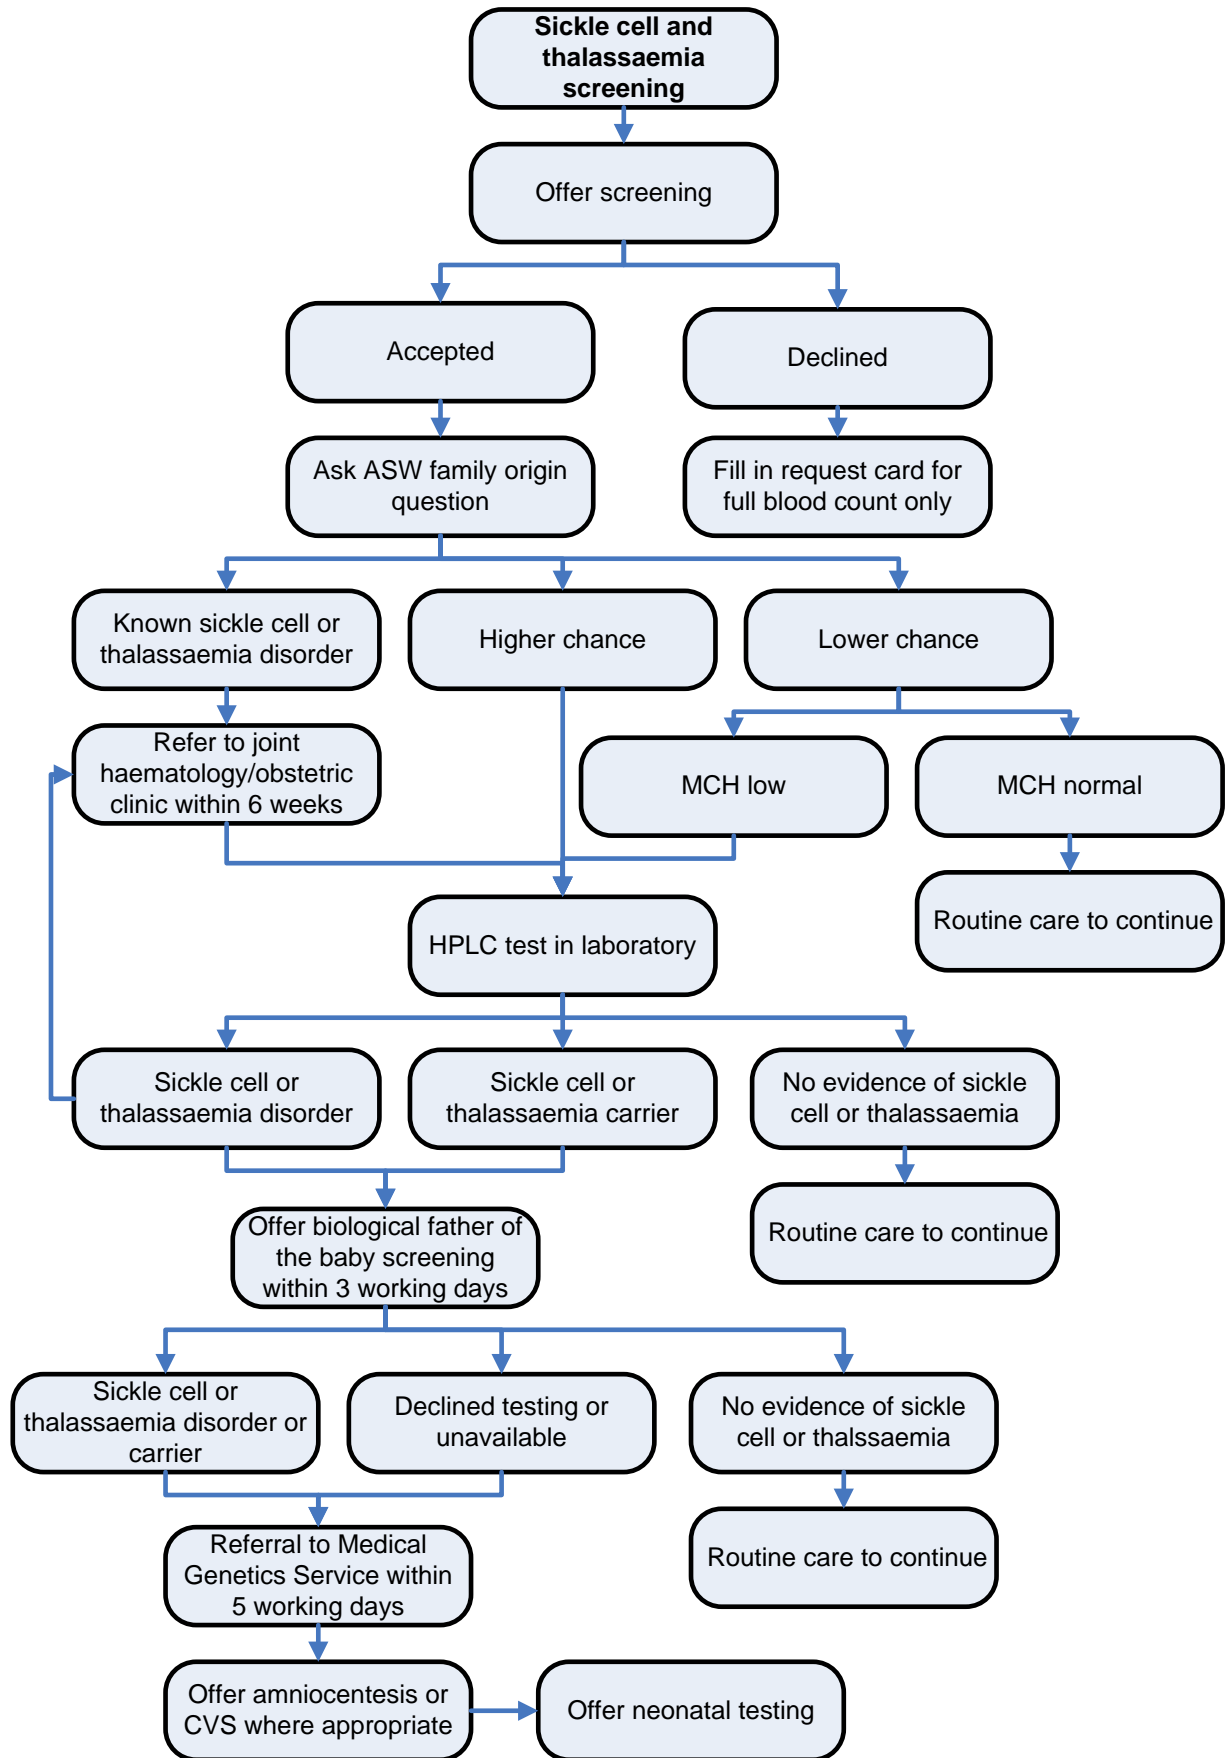 Sickle cell and
thalassaemia
screening
Offer screening
Accepted
Declined
Ask ASW family origin
question
Fill in request card for
full blood count only
Known sickle cell or
thalassaemia disorder
Higher chance
Lower chance
Refer to joint
haematology/obstetric
clinic within 6 weeks
MCH low
MCH normal
HPLC test in laboratory
Routine care to continue
Sickle cell or
thalassaemia disorder
Sickle cell or
thalassaemia carrier
No evidence of sickle
cell or thalassaemia
Offer biological father of
the baby screening
within 3 working days
Routine care to continue
Sickle cell or
thalassaemia disorder or
carrier
Declined testing or
unavailable
No evidence of sickle
cell or thalssaemia
Referral to Medical
Genetics Service within
5 working days
Routine care to continue
Offer amniocentesis or
CVS where appropriate
Offer neonatal testing